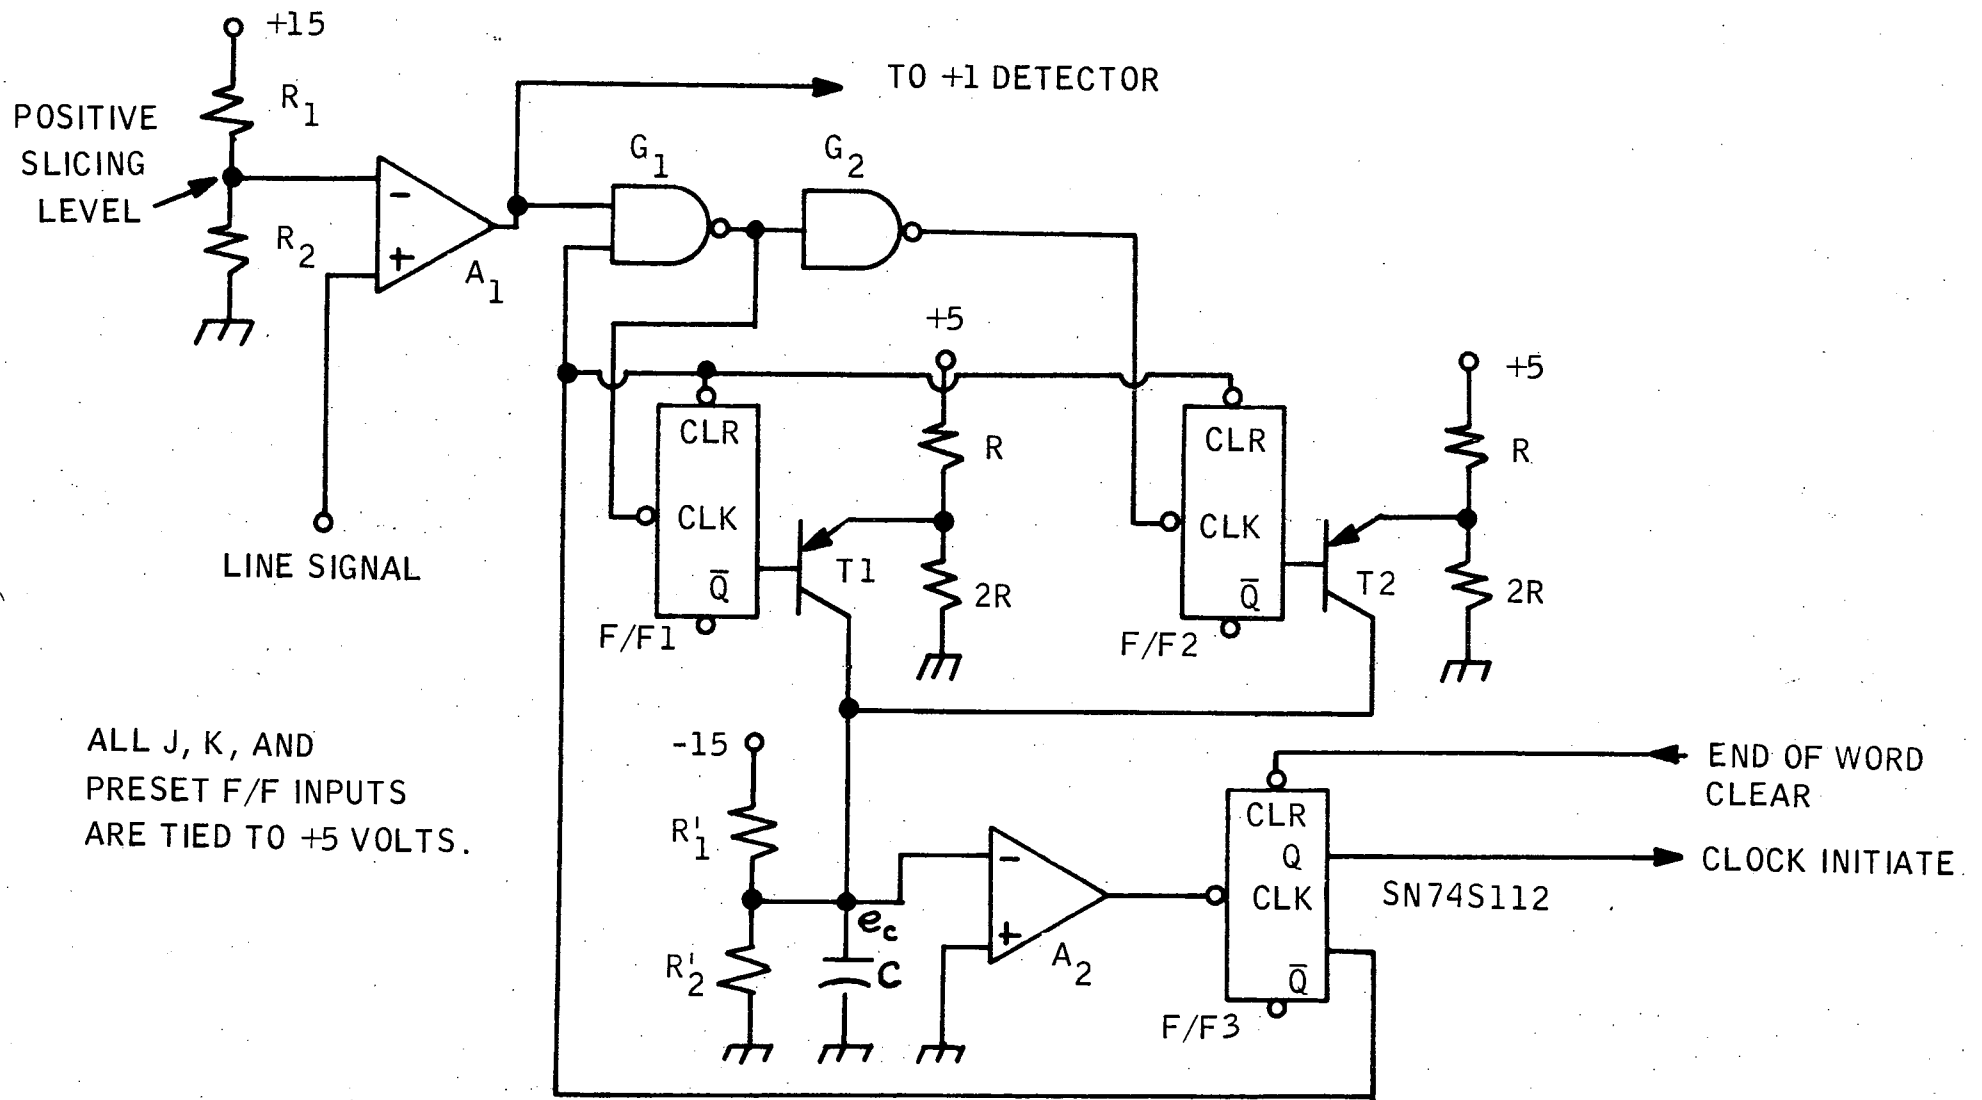 +15
R1
POSITIVE
SLICING
LEVEL
R2
-
+
A1
TO +1 DETECTOR
G1
G2
LINE SIGNAL
+5
+5
CLR
CLK
Q̅
F/F1
T1
R
2R
CLR
CLK
Q̅
F/F2
T2
R
2R
ALL J, K, AND
PRESET F/F INPUTS
ARE TIED TO +5 VOLTS.
-15
R'1
R'2
ec
C
-
+
A2
CLR
Q
CLK
Q̅
F/F3
SN74S112
END OF WORD
CLEAR
CLOCK INITIATE